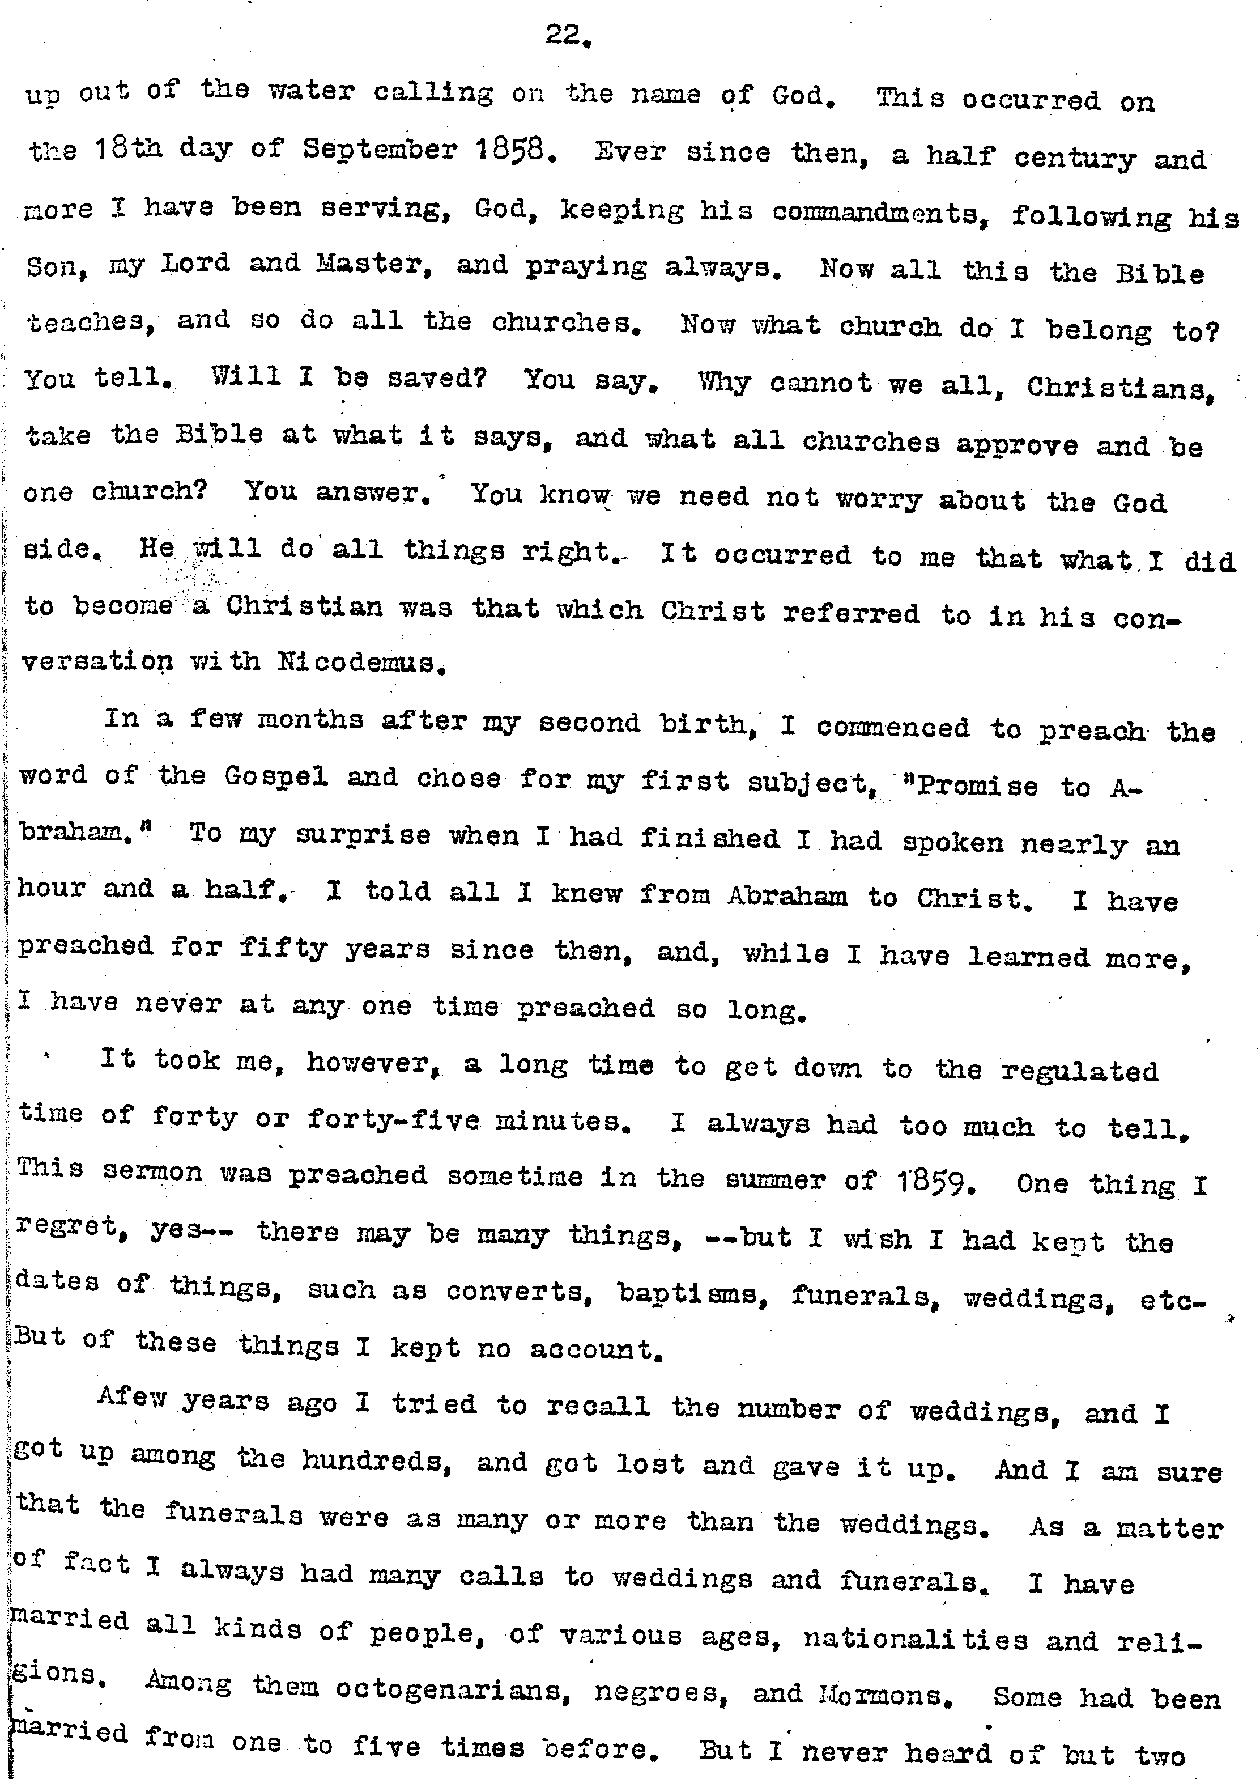 22.
up out of the water calling on the name of God. This occurred on
the 18th day of September 1858. Ever since then, a half century and
more I have been serving, God, keeping his commandments, following his
Son, my Lord and Master, and praying always. Now all this the Bible
teaches, and so do all the churches. Now what church do I belong to?
You tell. Will I be saved? You say. Why cannot we all, Christians,
take the Bible at what it says, and what all churches approve and be
one church? You answer. You know we need not worry about the God
side. He will do all things right. It occurred to me that what I did
to become a Christian was that which Christ referred to in his con-
versation with Nicodemus.
In a few months after my second birth, I commenced to preach the
word of the Gospel and chose for my first subject, "Promise to A-
braham." To my surprise when I had finished I had spoken nearly an
hour and a half. I told all I knew from Abraham to Christ. I have
preached for fifty years since then, and, while I have learned more,
I have never at any one time preached so long.
It took me, however, a long time to get down to the regulated
time of forty or forty-five minutes. I always had too much to tell.
This sermon was preached sometime in the summer of 1859. One thing I
regret, yes-- there may be many things, --but I wish I had kept the
dates of things, such as converts, baptisms, funerals, weddings, etc-
But of these things I kept no account.
Afew years ago I tried to recall the number of weddings, and I
got up among the hundreds, and got lost and gave it up. And I am sure
that the funerals were as many or more than the weddings. As a matter
of fact I always had many calls to weddings and funerals. I have
married all kinds of people, of various ages, nationalities and reli-
gions. Among them octogenarians, negroes, and Mormons. Some had been
married from one to five times before. But I never heard of but two